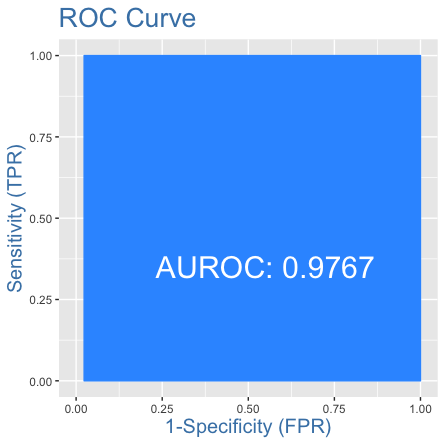 ROC Curve
1.00
0.75
0.50
0.25
0.00
Sensitivity (TPR)
AUROC: 0.9767
0.00 0.25 0.50 0.75 1.00
1-Specificity (FPR)